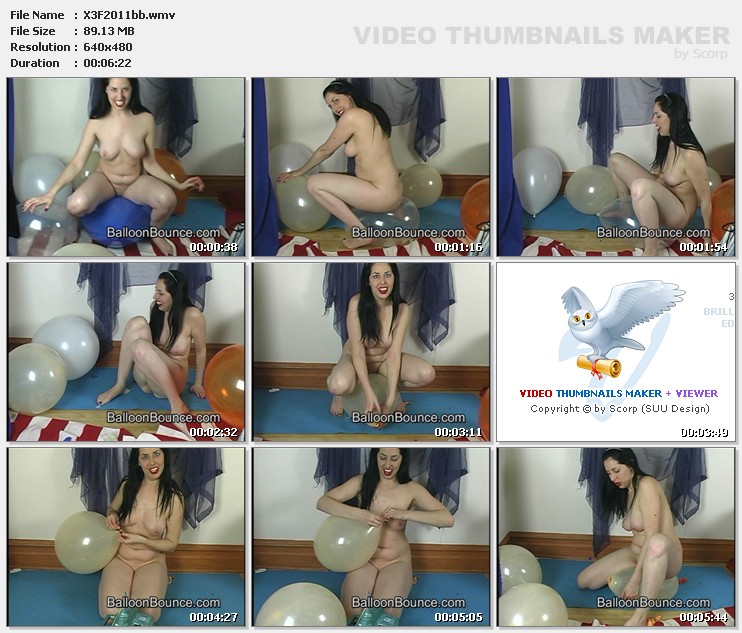 File Name : X3F2011bb.wmv
VIDEO THUMBNAILS MAKER
by Scorp
File Size : 89.13 MB
Resolution : 640x480
Duration : 00:06:22
BalloonBounce.com
00:00:38
BalloonBounce.com
00:01:16
BalloonBounce.com
00:01:54
BalloonBounce.com
00:02:32
BalloonBounce.com
00:03:11
3
BRILL
ED
VIDEO THUMBNAILS MAKER + VIEWER
Copyright © by Scorp (SUU Design)
00:03:49
BalloonBounce.com
00:04:27
BalloonBounce.com
00:05:05
BalloonBounce.com
00:05:44